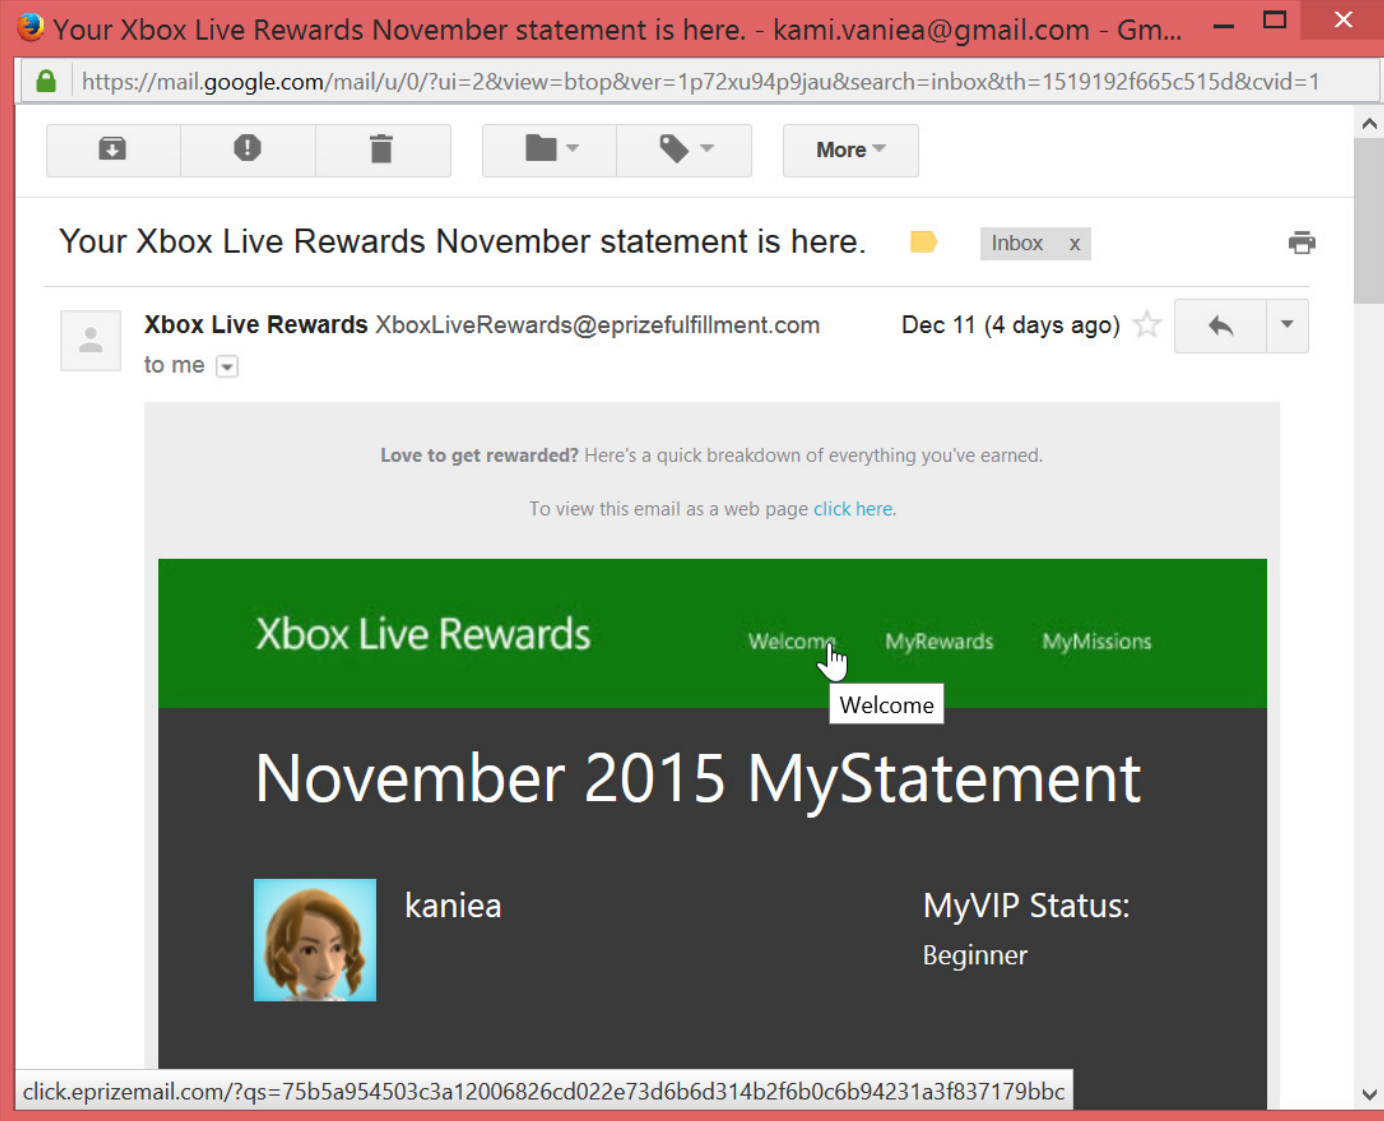 Your Xbox Live Rewards November statement is here. - kami.vaniea@gmail.com - Gm...
https://mail.google.com/mail/u/0/?ui=2&view=btop&ver=1p72xu94p9jau&search=inbox&th=1519192f665c515d&cvid=1
More
Your Xbox Live Rewards November statement is here.
Inbox x
Xbox Live Rewards XboxLiveRewards@eprizefulfillment.com Dec 11 (4 days ago)
to me
Love to get rewarded? Here's a quick breakdown of everything you've earned.
To view this email as a web page click here.
Xbox Live Rewards Welcome MyRewards MyMissions
Welcome
November 2015 MyStatement
kaniea MyVIP Status:
Beginner
click.eprizemail.com/?qs=75b5a954503c3a12006826cd022e73d6b6d314b2f6b0c6b94231a3f837179bbc